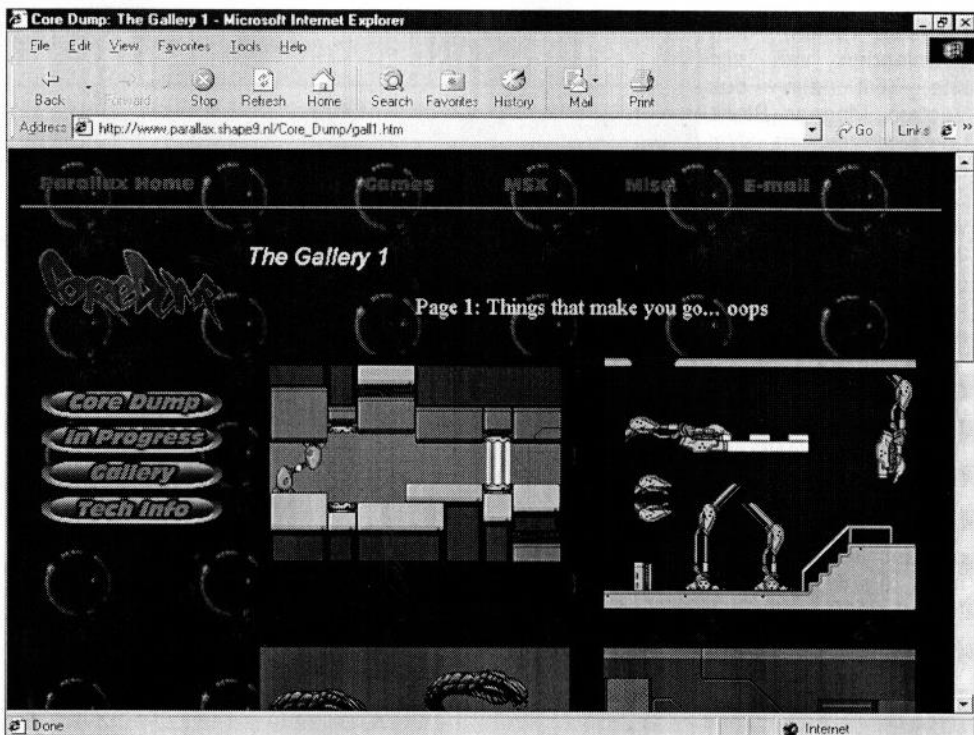 Core Dump: The Gallery 1 - Microsoft Internet Explorer
File Edit View Favorites Tools Help
Back Forward Stop Refresh Home Search Favorites History Mail Print
Address http://www.parallax.shape9.nl/Core_Dump/gall1.htm Go Links »
Parallax Home Games MSX Misc! E-mail
CoreDump
The Gallery 1
Page 1: Things that make you go... oops
Core Dump
In Progress
Gallery
Tech Info
Done Internet